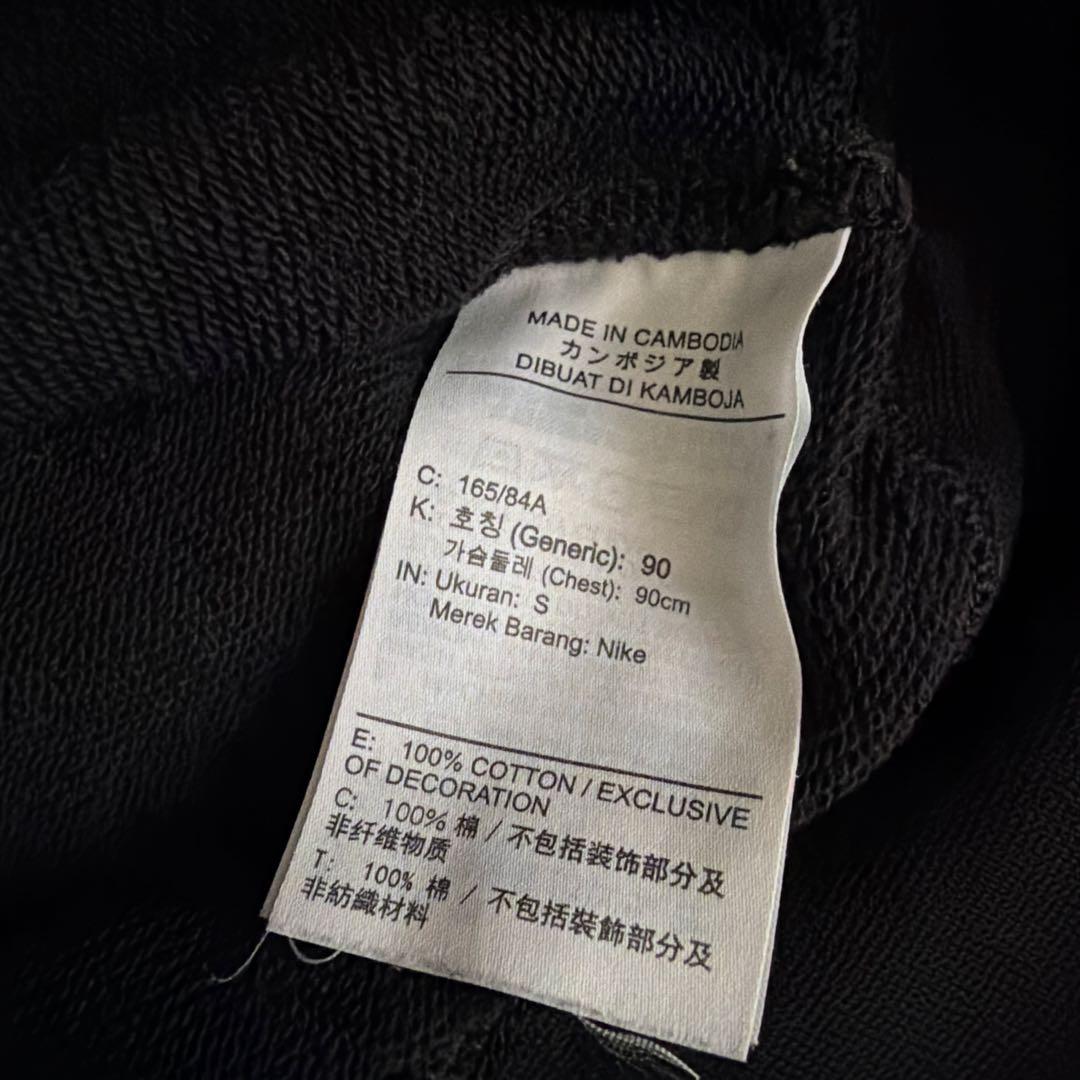 MADE IN CAMBODIA
カンボジア製
DIBUAT DI KAMBOJA
C: 165/84A
K: 호칭 (Generic): 90
가슴둘레 (Chest): 90cm
IN: Ukuran: S
Merek Barang: Nike
E: 100% COTTON / EXCLUSIVE
OF DECORATION
C: 100% 棉 / 不包括装饰部分及
非纤维物质
T: 100% 棉 / 不包括裝飾部分及
非紡織材料